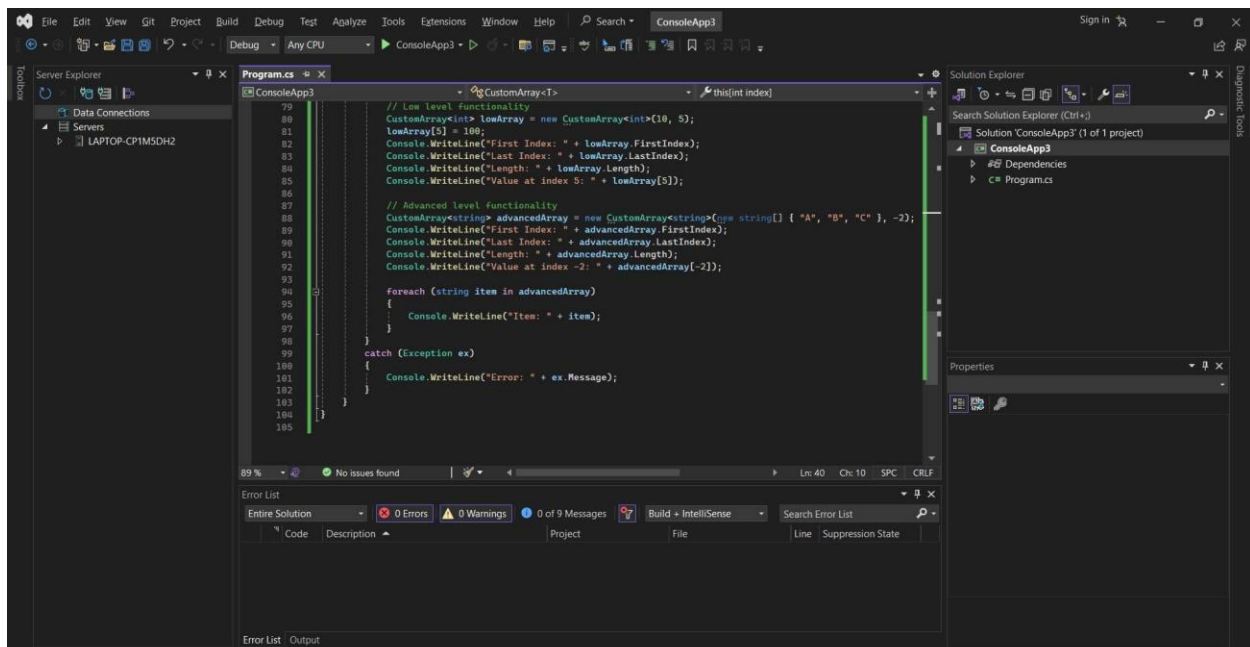 File Edit View Git Project Build Debug Test Analyze Tools Extensions Window Help Search ConsoleApp3 Sign in
Debug Any CPU ConsoleApp3
Toolbox
Server Explorer
Data Connections
Servers
LAPTOP-CP1M5DH2
Program.cs
ConsoleApp3 CustomArray<T> this[int index]
79 // Low level functionality
80 CustomArray<int> lowArray = new CustomArray<int>(10, 5);
81 lowArray[5] = 100;
82 Console.WriteLine("First Index: " + lowArray.FirstIndex);
83 Console.WriteLine("Last Index: " + lowArray.LastIndex);
84 Console.WriteLine("Length: " + lowArray.Length);
85 Console.WriteLine("Value at index 5: " + lowArray[5]);
86
87 // Advanced level functionality
88 CustomArray<string> advancedArray = new CustomArray<string>(new string[] { "A", "B", "C" }, -2);
89 Console.WriteLine("First Index: " + advancedArray.FirstIndex);
90 Console.WriteLine("Last Index: " + advancedArray.LastIndex);
91 Console.WriteLine("Length: " + advancedArray.Length);
92 Console.WriteLine("Value at index -2: " + advancedArray[-2]);
93
94 foreach (string item in advancedArray)
95 {
96 Console.WriteLine("Item: " + item);
97 }
98 }
99 catch (Exception ex)
100 {
101 Console.WriteLine("Error: " + ex.Message);
102 }
103 }
104 }
105
89 % No issues found Ln: 40 Ch: 10 SPC CRLF
Error List
Entire Solution 0 Errors 0 Warnings 0 of 9 Messages Build + IntelliSense Search Error List
Code Description Project File Line Suppression State
Error List Output
Solution Explorer
Search Solution Explorer (Ctrl+;)
Solution 'ConsoleApp3' (1 of 1 project)
ConsoleApp3
Dependencies
C# Program.cs
Properties
Diagnostic Tools